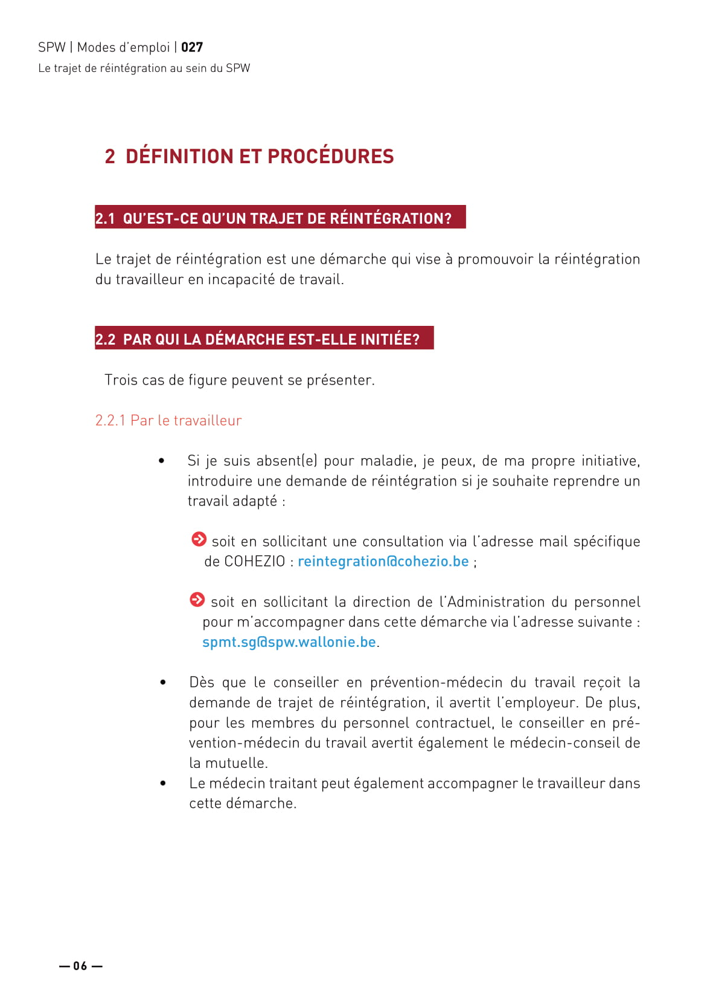 SPW | Modes d'emploi | 027
Le trajet de réintégration au sein du SPW
2 DÉFINITION ET PROCÉDURES
2.1 QU'EST-CE QU'UN TRAJET DE RÉINTÉGRATION?
Le trajet de réintégration est une démarche qui vise à promouvoir la réintégration
du travailleur en incapacité de travail.
2.2 PAR QUI LA DÉMARCHE EST-ELLE INITIÉE?
Trois cas de figure peuvent se présenter.
2.2.1 Par le travailleur
• Si je suis absent(e) pour maladie, je peux, de ma propre initiative,
introduire une demande de réintégration si je souhaite reprendre un
travail adapté :
soit en sollicitant une consultation via l'adresse mail spécifique
de COHEZIO : reintegration@cohezio.be ;
soit en sollicitant la direction de l'Administration du personnel
pour m'accompagner dans cette démarche via l'adresse suivante :
spmt.sg@spw.wallonie.be.
• Dès que le conseiller en prévention-médecin du travail reçoit la
demande de trajet de réintégration, il avertit l'employeur. De plus,
pour les membres du personnel contractuel, le conseiller en pré-
vention-médecin du travail avertit également le médecin-conseil de
la mutuelle.
• Le médecin traitant peut également accompagner le travailleur dans
cette démarche.
— 06 —